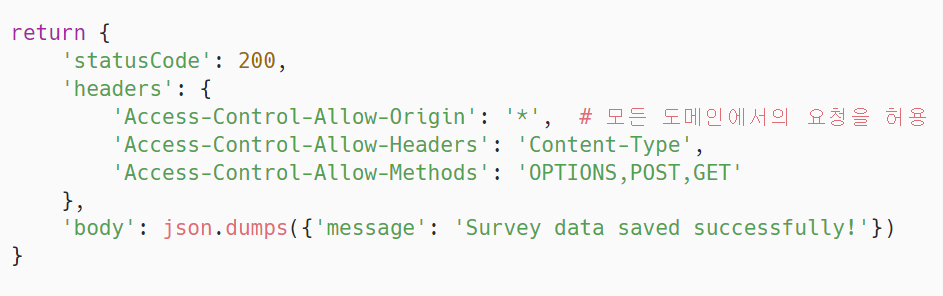 return {
    'statusCode': 200,
    'headers': {
        'Access-Control-Allow-Origin': '*',  # 모든 도메인에서의 요청을 허용
        'Access-Control-Allow-Headers': 'Content-Type',
        'Access-Control-Allow-Methods': 'OPTIONS,POST,GET'
    },
    'body': json.dumps({'message': 'Survey data saved successfully!'})
}